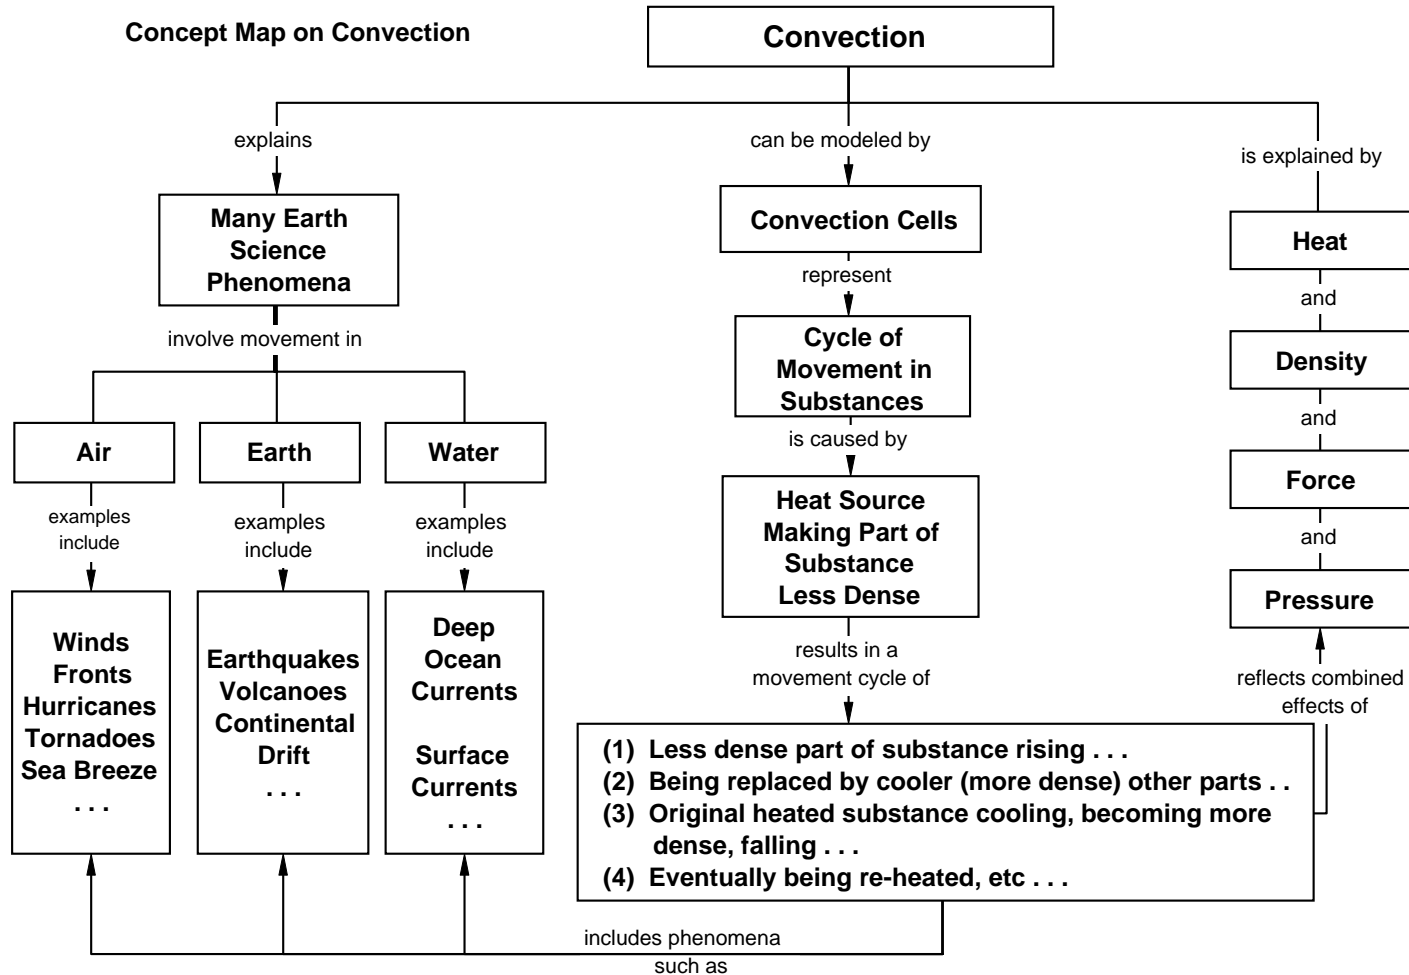 Concept Map on Convection
Convection
explains
can be modeled by
is explained by
Many Earth
Science
Phenomena
Convection Cells
Heat
represent
and
involve movement in
Cycle of
Movement in
Substances
Density
is caused by
and
Air
Earth
Water
Heat Source
Making Part of
Substance
Less Dense
Force
examples
include
examples
include
examples
include
and
Pressure
Winds
Fronts
Hurricanes
Tornadoes
Sea Breeze
. . .
Earthquakes
Volcanoes
Continental
Drift
. . .
Deep
Ocean
Currents
Surface
Currents
. . .
results in a
movement cycle of
reflects combined
effects of
(1) Less dense part of substance rising . . .
(2) Being replaced by cooler (more dense) other parts . .
(3) Original heated substance cooling, becoming more
dense, falling . . .
(4) Eventually being re-heated, etc . . .
includes phenomena
such as